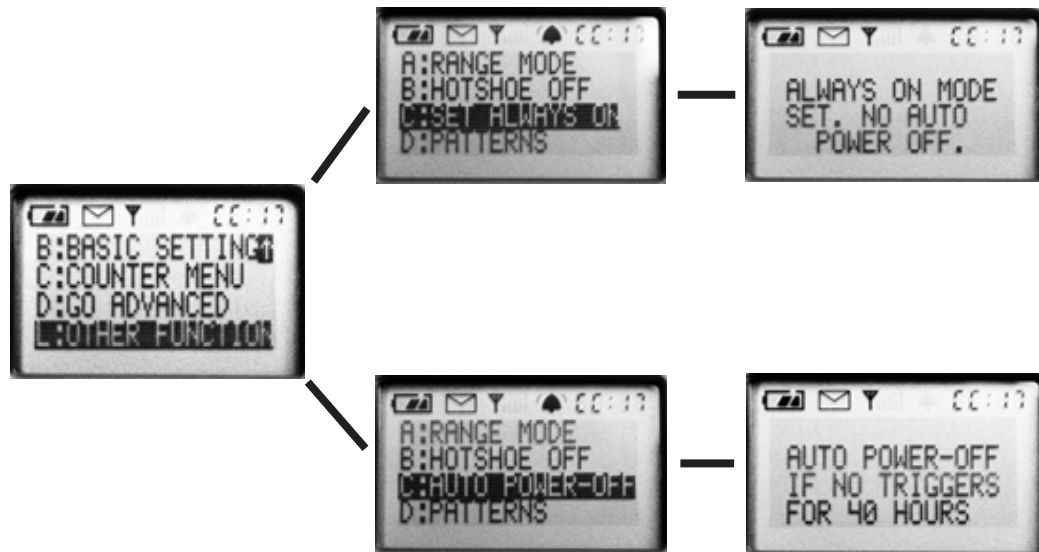 B:BASIC SETTING↑
C:COUNTER MENU
D:GO ADVANCED
OTHER FUNCTION
A:RANGE MODE
B:HOTSHOE OFF
C:SET ALWAYS ON
D:PATTERNS
ALWAYS ON MODE
SET. NO AUTO
POWER OFF.
A:RANGE MODE
B:HOTSHOE OFF
C:AUTO POWER-OFF
D:PATTERNS
AUTO POWER-OFF
IF NO TRIGGERS
FOR 40 HOURS